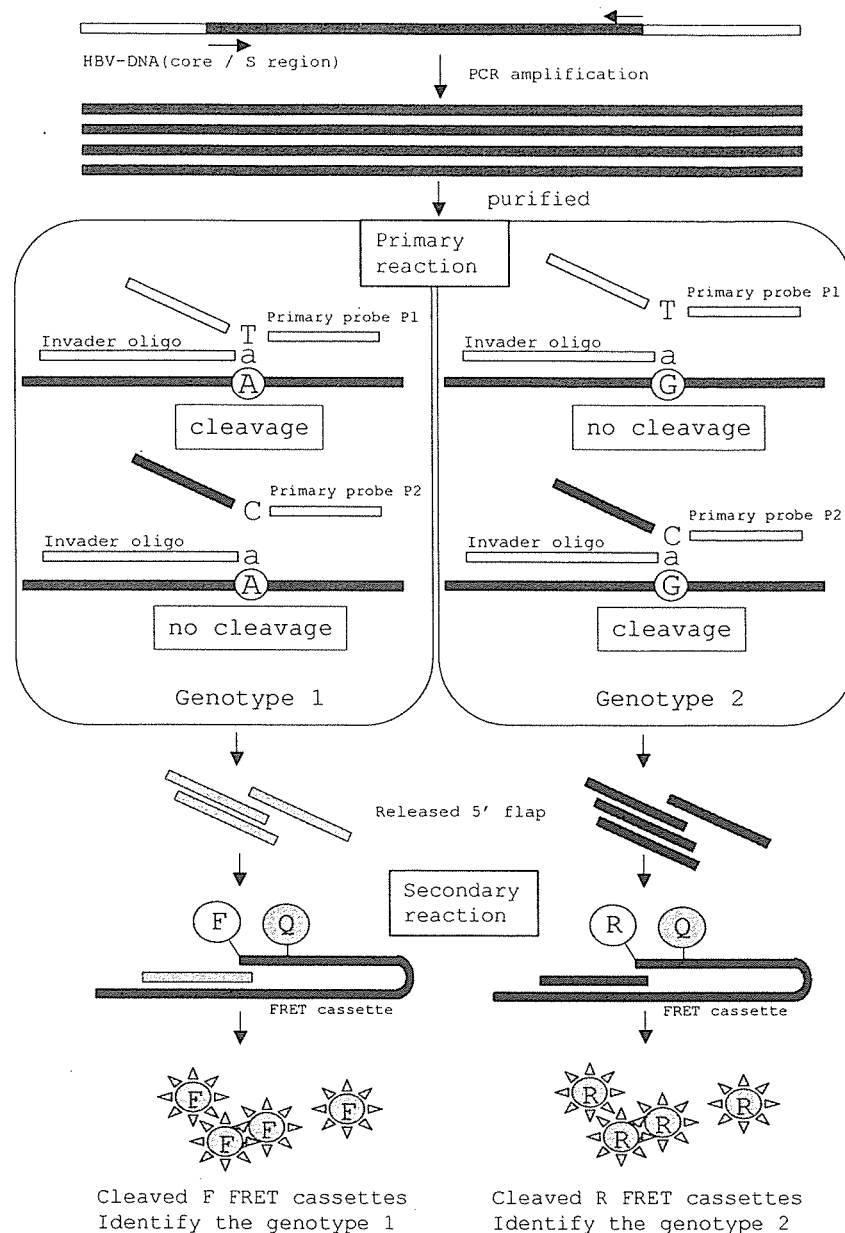 HBV-DNA(core / S region)
PCR amplification
purified
Primary
reaction
T
Primary probe P1
Invader oligo
a
A
cleavage
C
Primary probe P2
Invader oligo
a
A
no cleavage
Genotype 1
T
Primary probe P1
Invader oligo
a
G
no cleavage
C
Primary probe P2
Invader oligo
a
G
cleavage
Genotype 2
Released 5' flap
Secondary
reaction
F
Q
FRET cassette
R
Q
FRET cassette
F
F
F
F
R
R
R
R
Cleaved F FRET cassettes
Identify the genotype 1
Cleaved R FRET cassettes
Identify the genotype 2